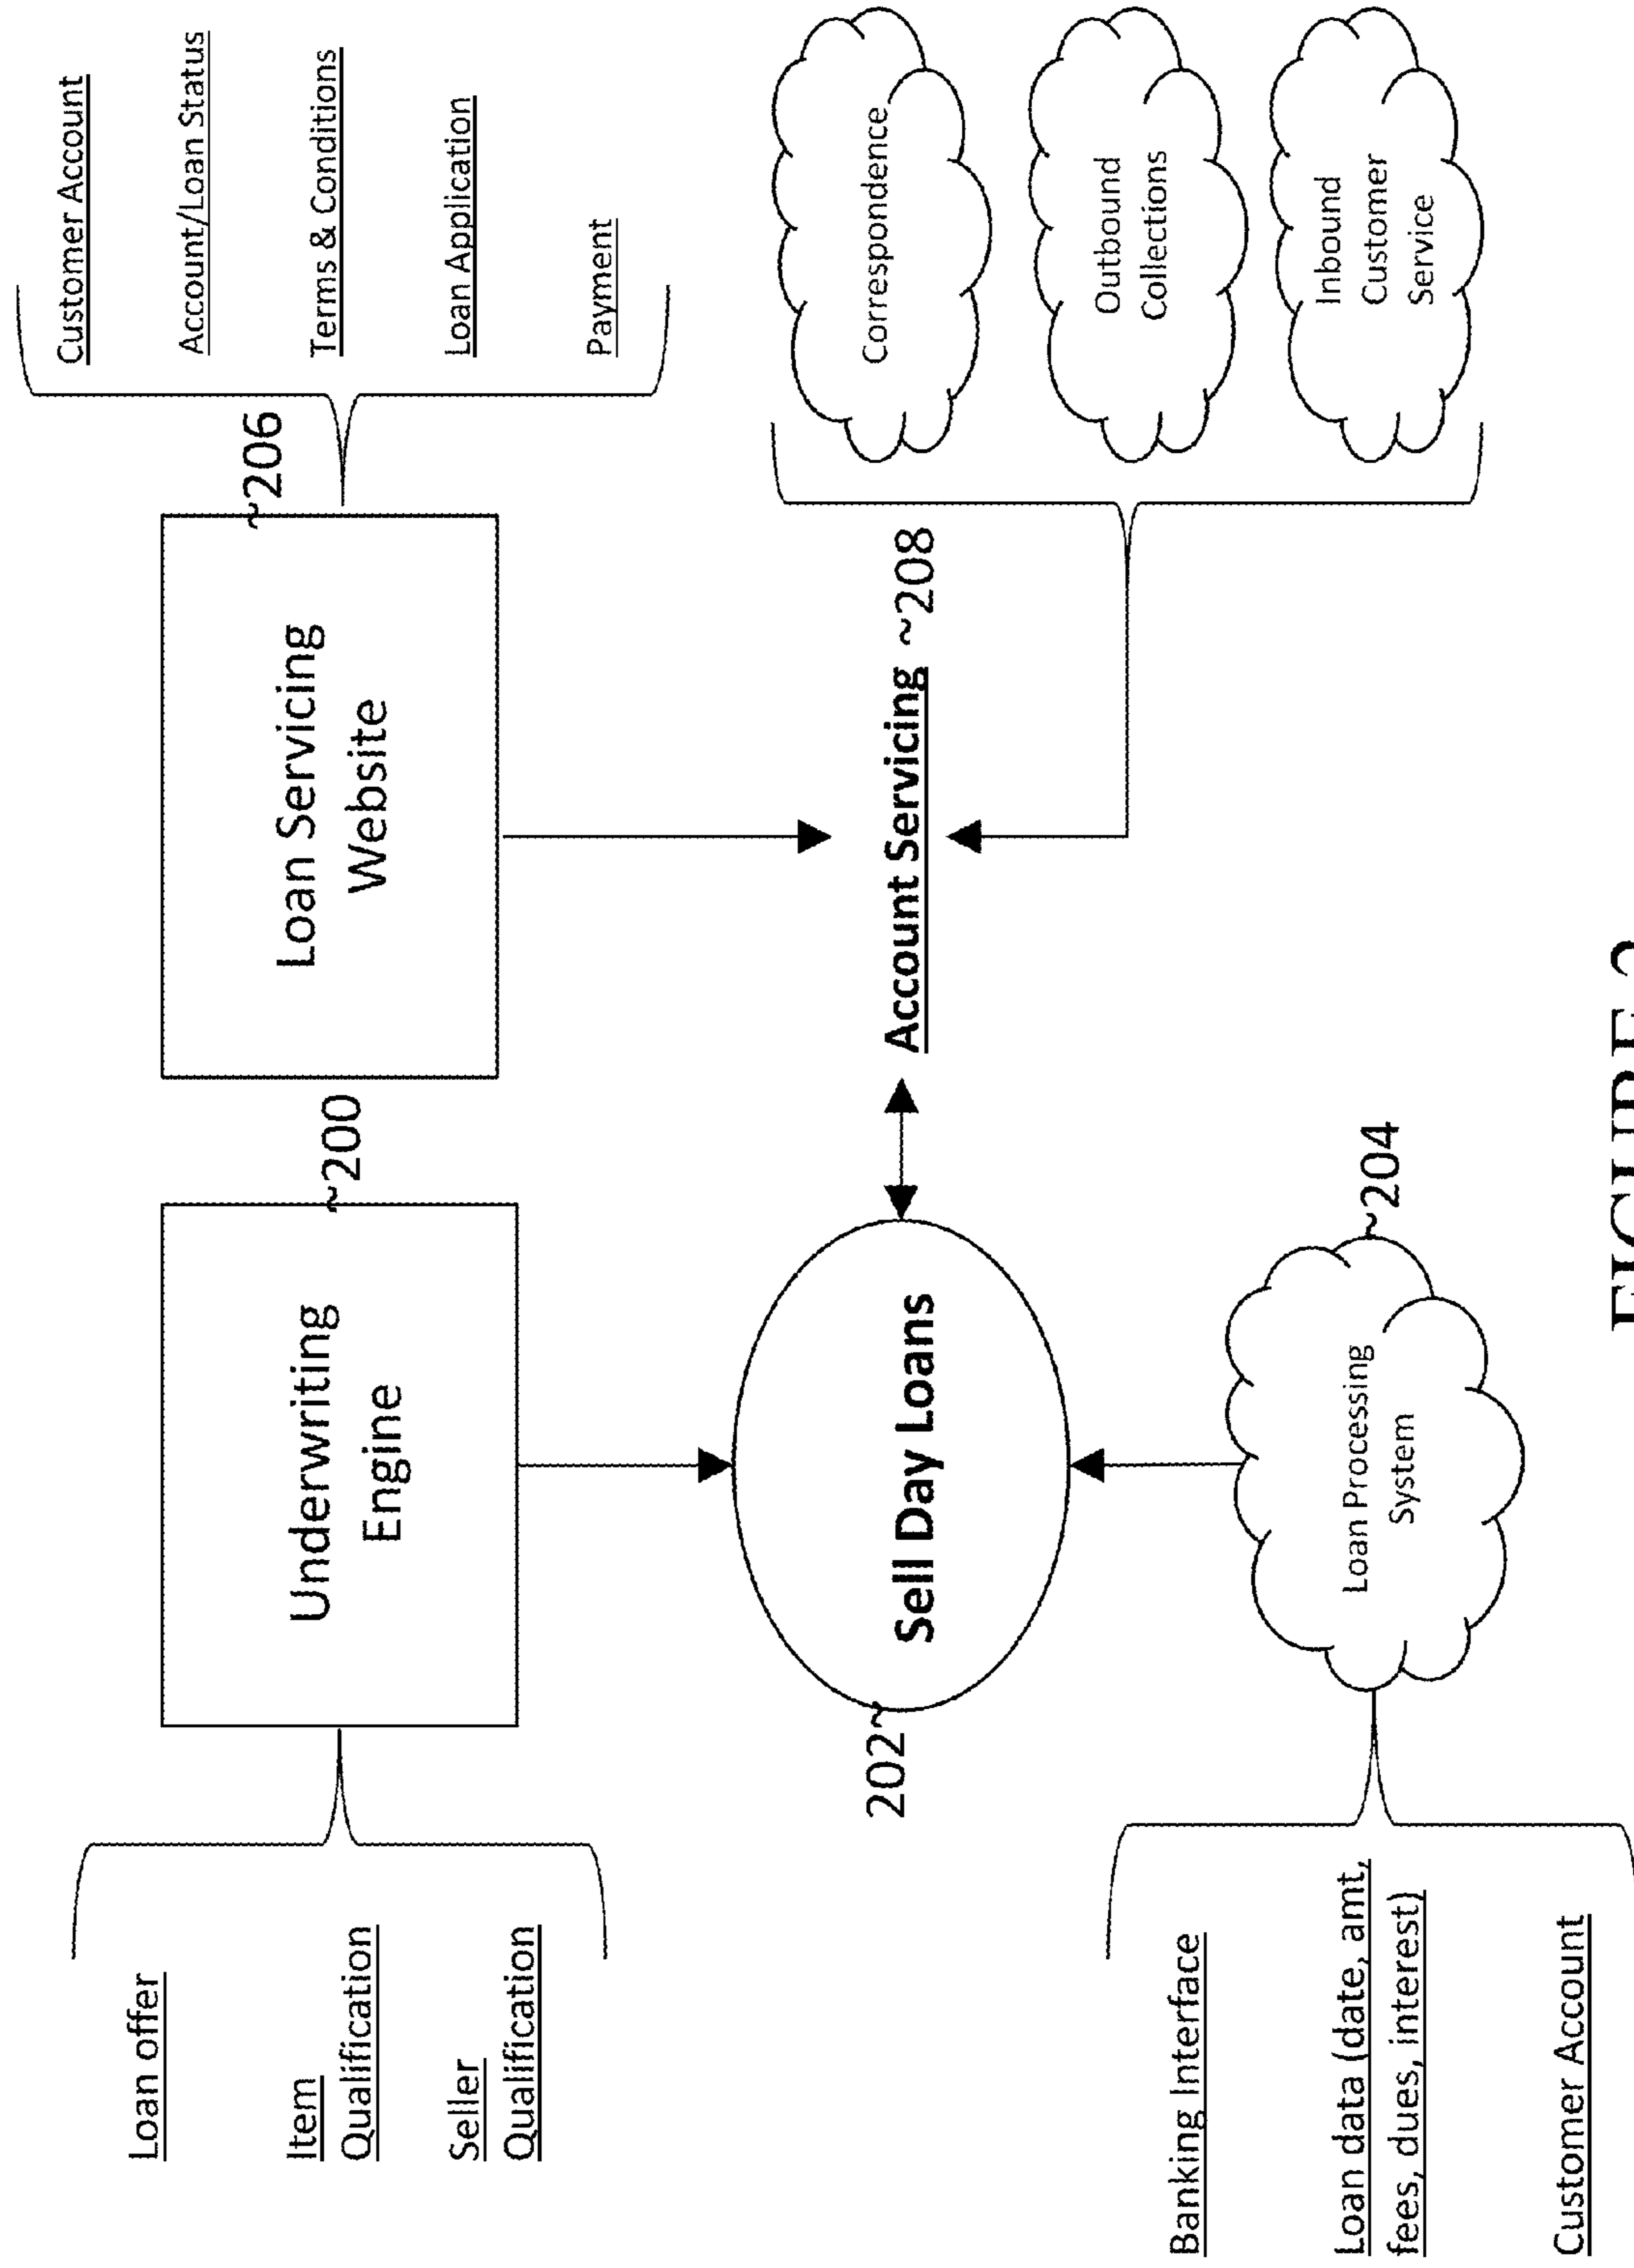 Loan offer
Item
Qualification
Seller
Qualification
Underwriting
Engine
~200
Loan Servicing
Website
~206
Customer Account
Account/Loan Status
Terms & Conditions
Loan Application
Payment
202~
Sell Day Loans
Account Servicing ~208
Correspondence
Outbound
Collections
Inbound
Customer
Service
Banking Interface
Loan data (date, amt,
fees, dues, interest)
Customer Account
Loan Processing
System
~204
FIGURE 2